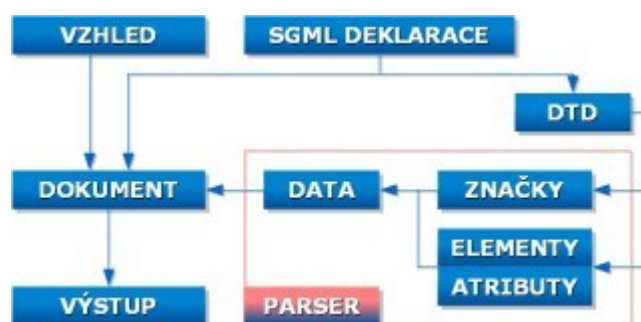 VZHLED
SGML DEKLARACE
DTD
DOKUMENT
DATA
ZNAČKY
ELEMENTY
ATRIBUTY
VÝSTUP
PARSER